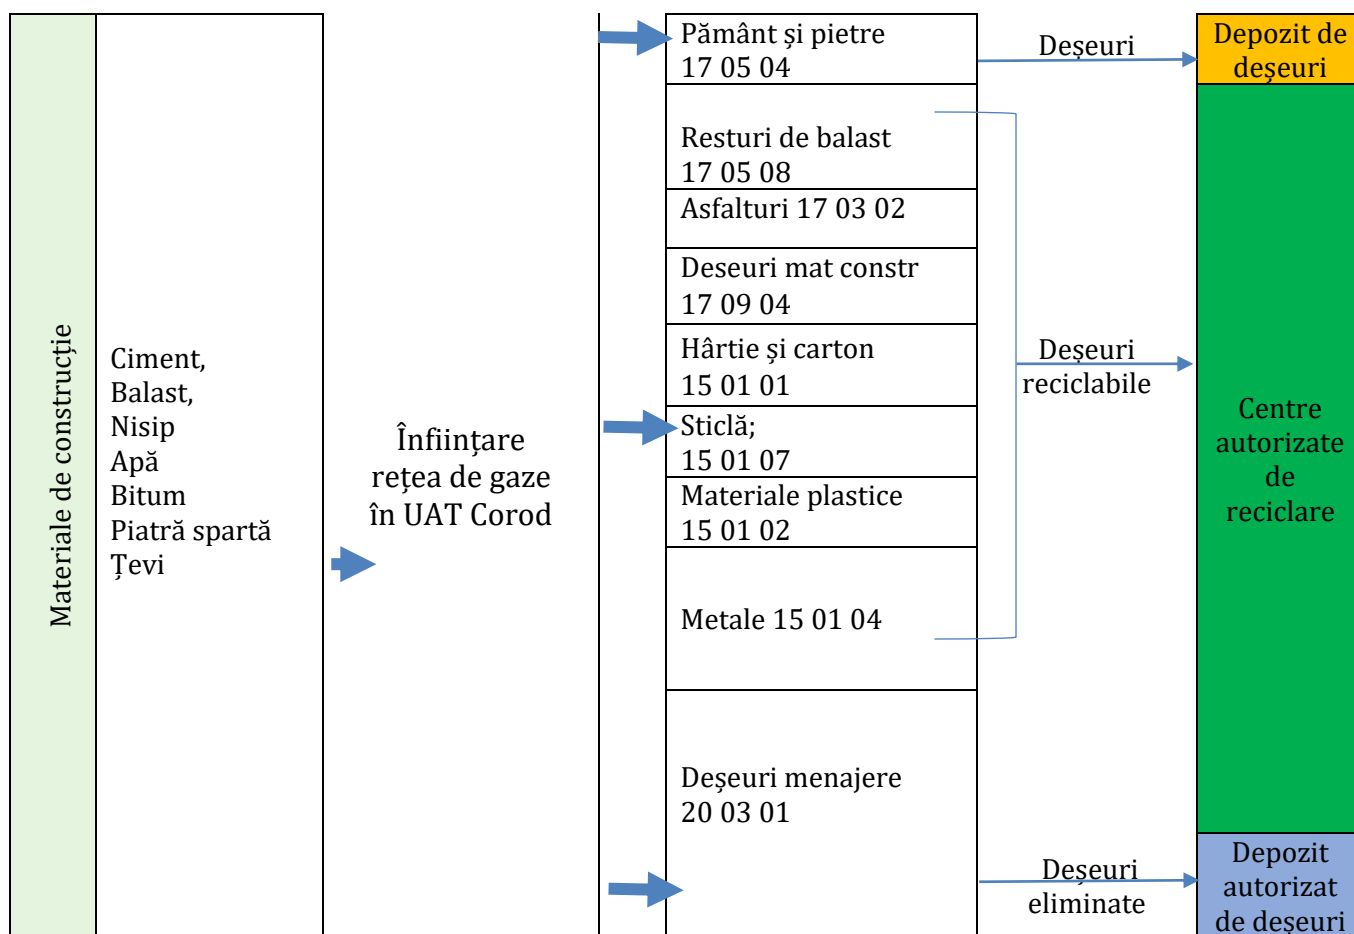 Materiale de construcție
Ciment,
Balast,
Nisip
Apă
Bitum
Piatră spartă
Țevi
Înființare
rețea de gaze
în UAT Corod
Pământ și pietre
17 05 04
Resturi de balast
17 05 08
Asfalturi 17 03 02
Deseuri mat constr
17 09 04
Hârtie și carton
15 01 01
Sticlă;
15 01 07
Materiale plastice
15 01 02
Metale 15 01 04
Deșeuri menajere
20 03 01
Deșeuri
Deșeuri
reciclabile
Deșeuri
eliminate
Depozit de
deșeuri
Centre
autorizate
de
reciclare
Depozit
autorizat
de deșeuri